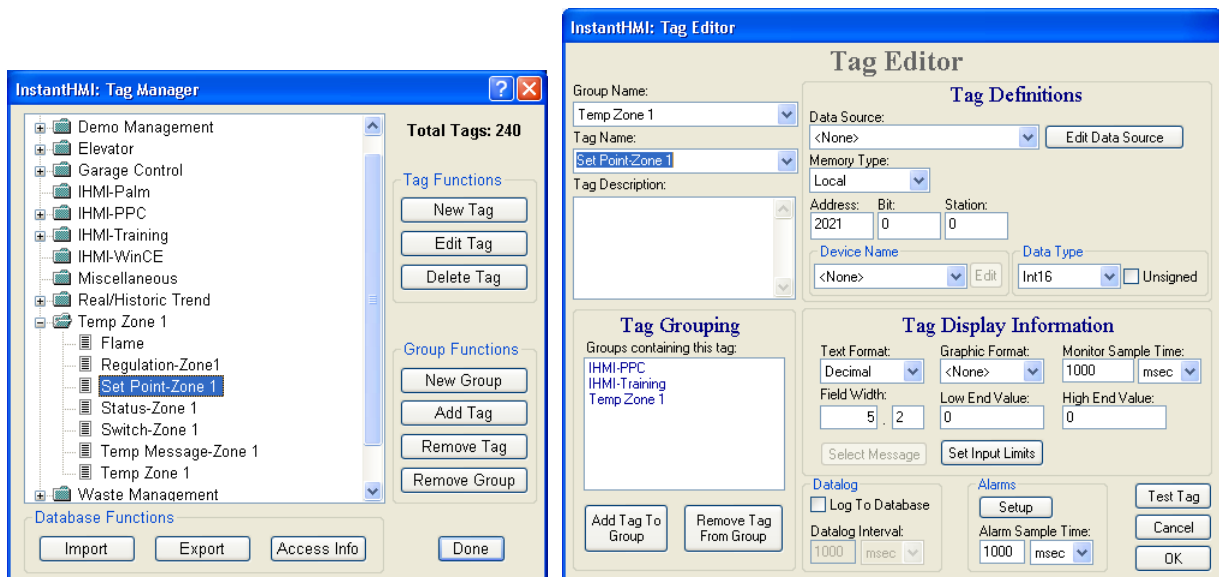 InstantHMI: Tag Manager
Total Tags: 240
Demo Management
Elevator
Garage Control
IHMI-Palm
IHMI-PPC
IHMI-Training
IHMI-WinCE
Miscellaneous
Real/Historic Trend
Temp Zone 1
Flame
Regulation-Zone1
Set Point-Zone 1
Status-Zone 1
Switch-Zone 1
Temp Message-Zone 1
Temp Zone 1
Waste Management
Tag Functions
New Tag
Edit Tag
Delete Tag
Group Functions
New Group
Add Tag
Remove Tag
Remove Group
Database Functions
Import Export Access Info
Done
InstantHMI: Tag Editor
Tag Editor
Group Name:
Temp Zone 1
Tag Name:
Set Point-Zone 1
Tag Description:
Tag Definitions
Data Source:
<None> Edit Data Source
Memory Type:
Local
Address: Bit: Station:
2021 0 0
Device Name
<None> Edit
Data Type
Int16 Unsigned
Tag Grouping
Groups containing this tag:
IHMI-PPC
IHMI-Training
Temp Zone 1
Add Tag To
Group
Remove Tag
From Group
Tag Display Information
Text Format: Graphic Format: Monitor Sample Time:
Decimal <None> 1000 msec
Field Width: Low End Value: High End Value:
5 . 2 0 0
Select Message Set Input Limits
Datalog
Log To Database
Datalog Interval:
1000 msec
Alarms
Setup
Alarm Sample Time:
1000 msec
Test Tag
Cancel
OK